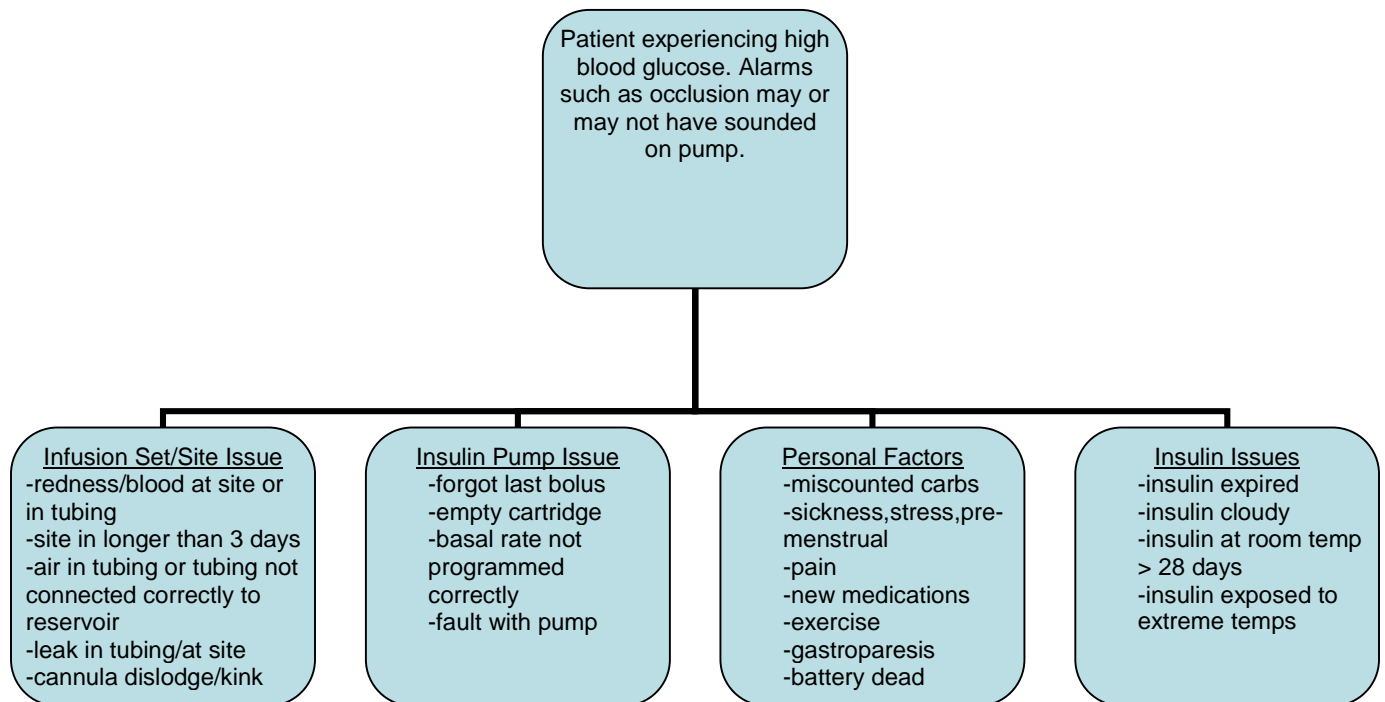 Patient experiencing high
blood glucose. Alarms
such as occlusion may or
may not have sounded
on pump.
Infusion Set/Site Issue
-redness/blood at site or
in tubing
-site in longer than 3 days
-air in tubing or tubing not
connected correctly to
reservoir
-leak in tubing/at site
-cannula dislodge/kink
Insulin Pump Issue
-forgot last bolus
-empty cartridge
-basal rate not
programmed
correctly
-fault with pump
Personal Factors
-miscounted carbs
-sickness,stress,pre-
menstrual
-pain
-new medications
-exercise
-gastroparesis
-battery dead
Insulin Issues
-insulin expired
-insulin cloudy
-insulin at room temp
> 28 days
-insulin exposed to
extreme temps